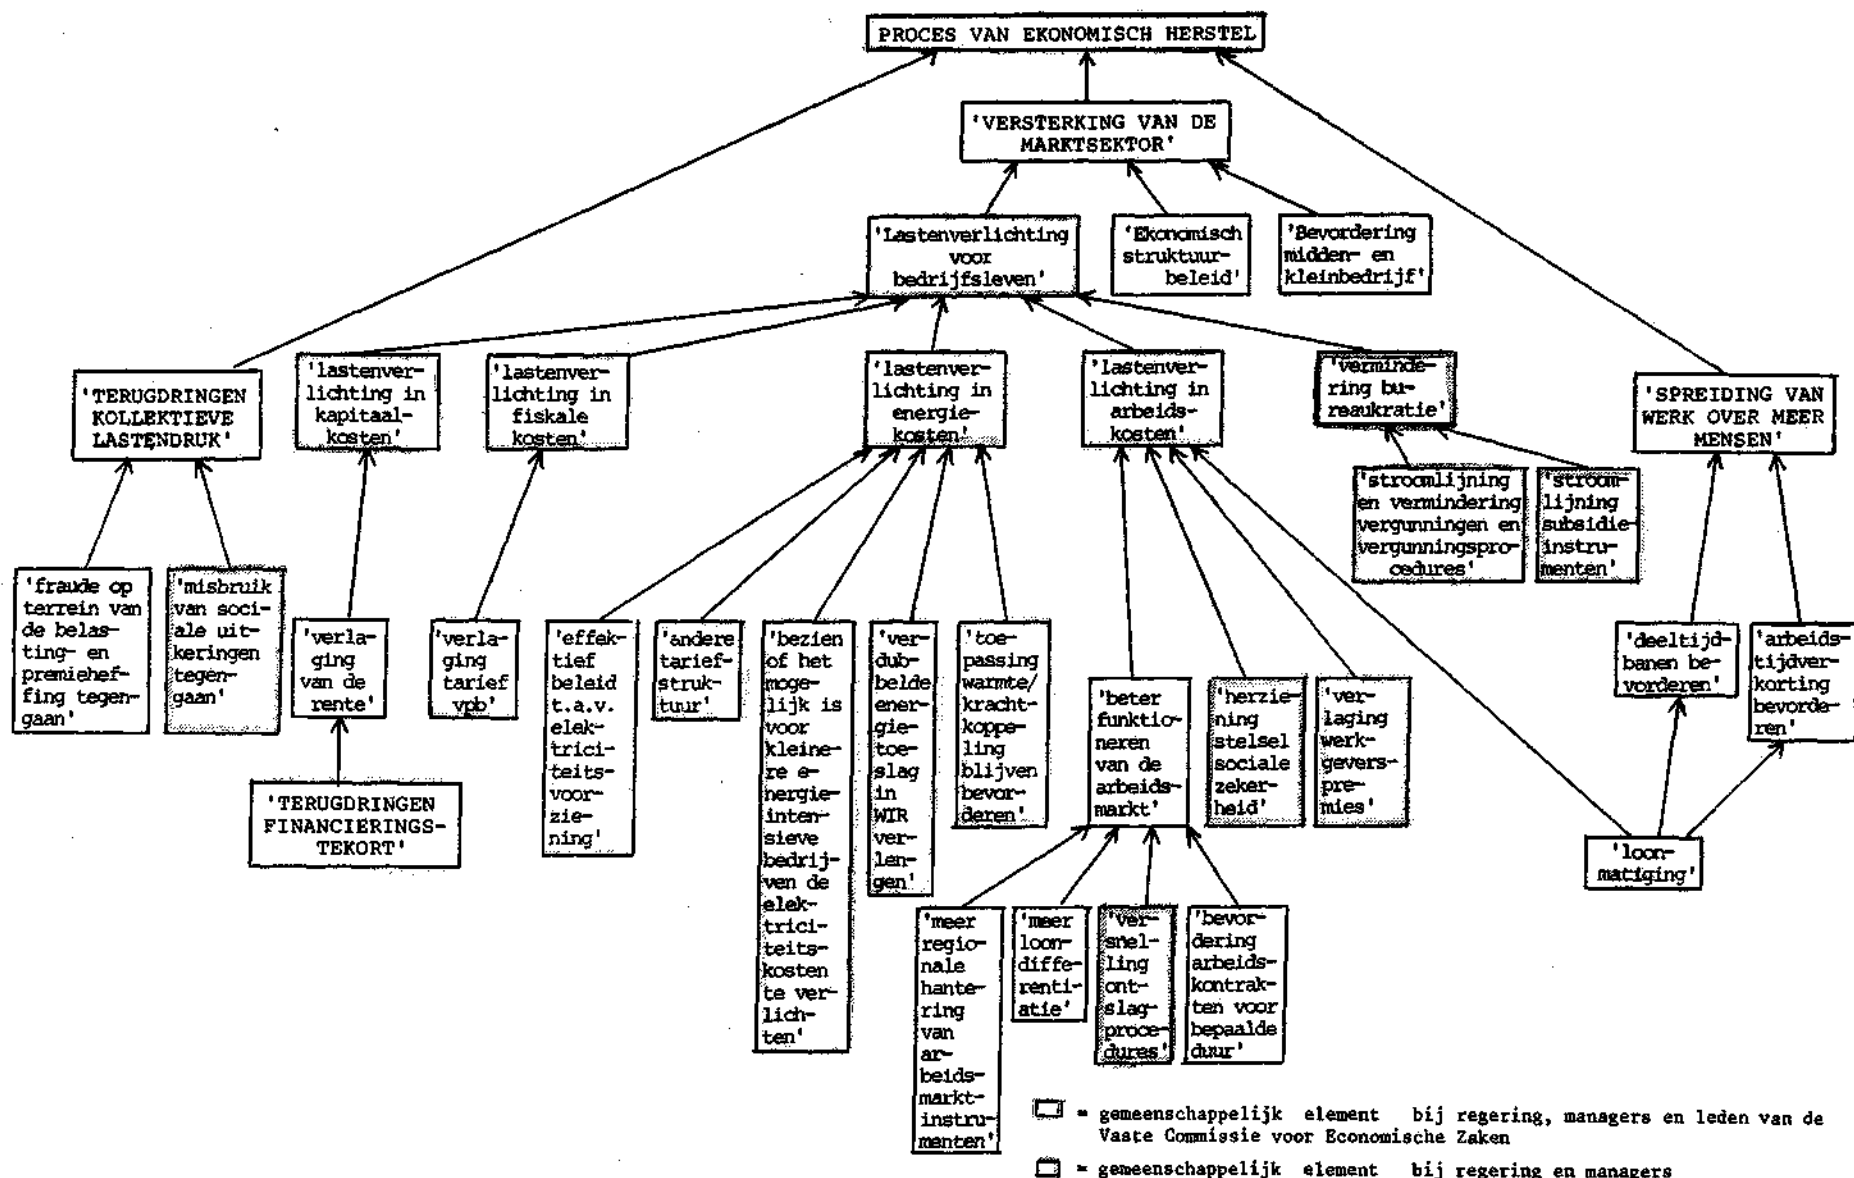 PROCES VAN EKONOMISCH HERSTEL
'VERSTERKING VAN DE
MARKTSEKTOR'
'Lastenverlichting
voor
bedrijfsleven'
'Ekonomisch
struktuur-
beleid'
'Bevordering
midden- en
kleinbedrijf'
'TERUGDRINGEN
KOLLEKTIEVE
LASTENDRUK'
'lastenver-
lichting in
kapitaal-
kosten'
'lastenver-
lichting in
fiskale
kosten'
'lastenver-
lichting in
energie-
kosten'
'lastenver-
lichting in
arbeids-
kosten'
'verminde-
ring bu-
reaukratie'
'SPREIDING VAN
WERK OVER MEER
MENSEN'
'stroomlijning
en vermindering
vergunningen en
vergunningspro-
cedures'
'stroom-
lijning
subsidie-
instru-
menten'
'fraude op
terrein van
de belas-
ting- en
premiehef-
fing tegen-
gaan'
'misbruik
van soci-
ale uit-
keringen
tegen-
gaan'
'verla-
ging
van de
rente'
'verla-
ging
tarief
vpb'
'effek-
tief
beleid
t.a.v.
elek-
trici-
teits-
voor-
zie-
ning'
'andere
tarief-
struk-
tuur'
'bezien
of het
moge-
lijk is
voor
kleine-
re e-
nergie-
inten-
sieve
bedrij-
ven de
elek-
trici-
teits-
kosten
te ver-
lich-
ten'
'ver-
dub-
belde
ener-
gie-
toe-
slag
in
WIR
ver-
len-
gen'
'toe-
passing
warmte/
kracht-
koppe-
ling
blijven
bevor-
deren'
'beter
funktio-
neren
van de
arbeids-
markt'
'herzie-
ning
stelsel
sociale
zeker-
heid'
'ver-
laging
werk-
gevers-
pre-
mies'
'deeltijd-
banen be-
vorderen'
'arbeids-
tijdver-
korting
bevorde-
ren'
'TERUGDRINGEN
FINANCIERINGS-
TEKORT'
'loon-
matiging'
'meer
regio-
nale
hante-
ring
van
ar-
beids-
markt-
instru-
menten'
'meer
loon-
diffe-
renti-
atie'
'ver-
snel-
ling
ont-
slag-
proce-
dures'
'bevor-
dering
arbeids-
kontrak-
ten voor
bepaalde
duur'
= gemeenschappelijk element bij regering, managers en leden van de
Vaste Commissie voor Economische Zaken
= gemeenschappelijk element bij regering en managers